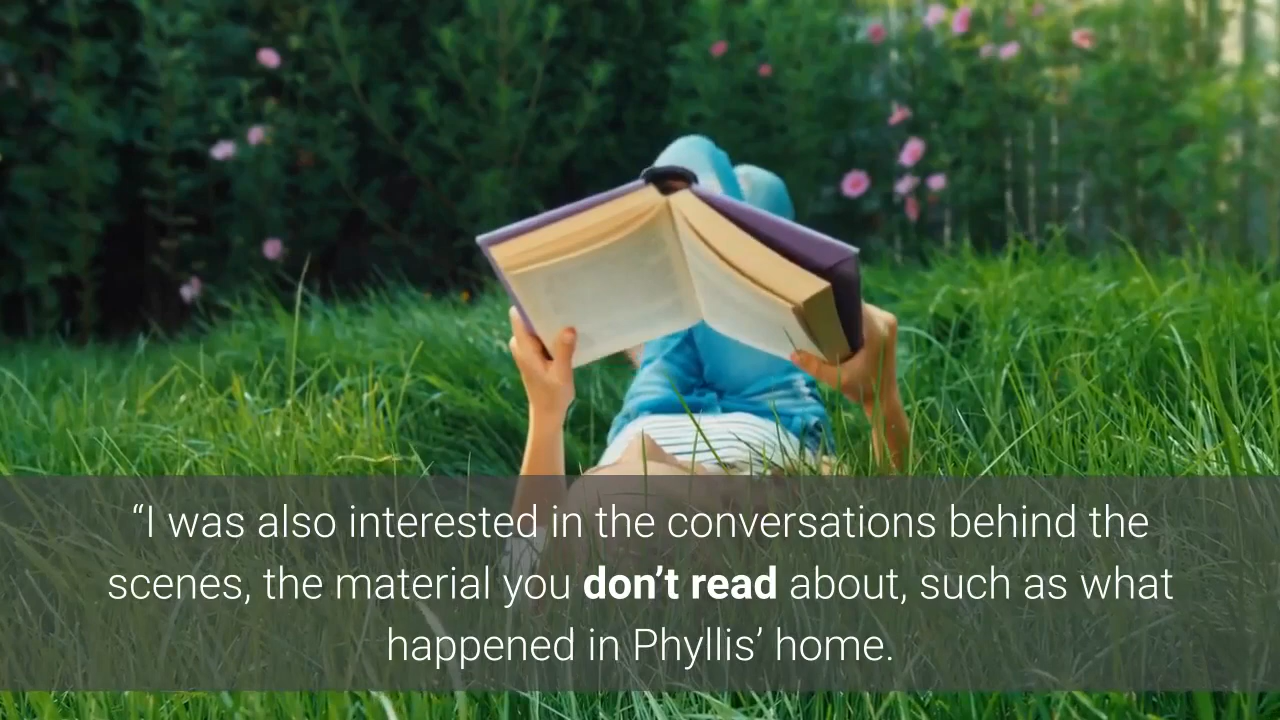 “I was also interested in the conversations behind the
scenes, the material you don’t read about, such as what
happened in Phyllis’ home.